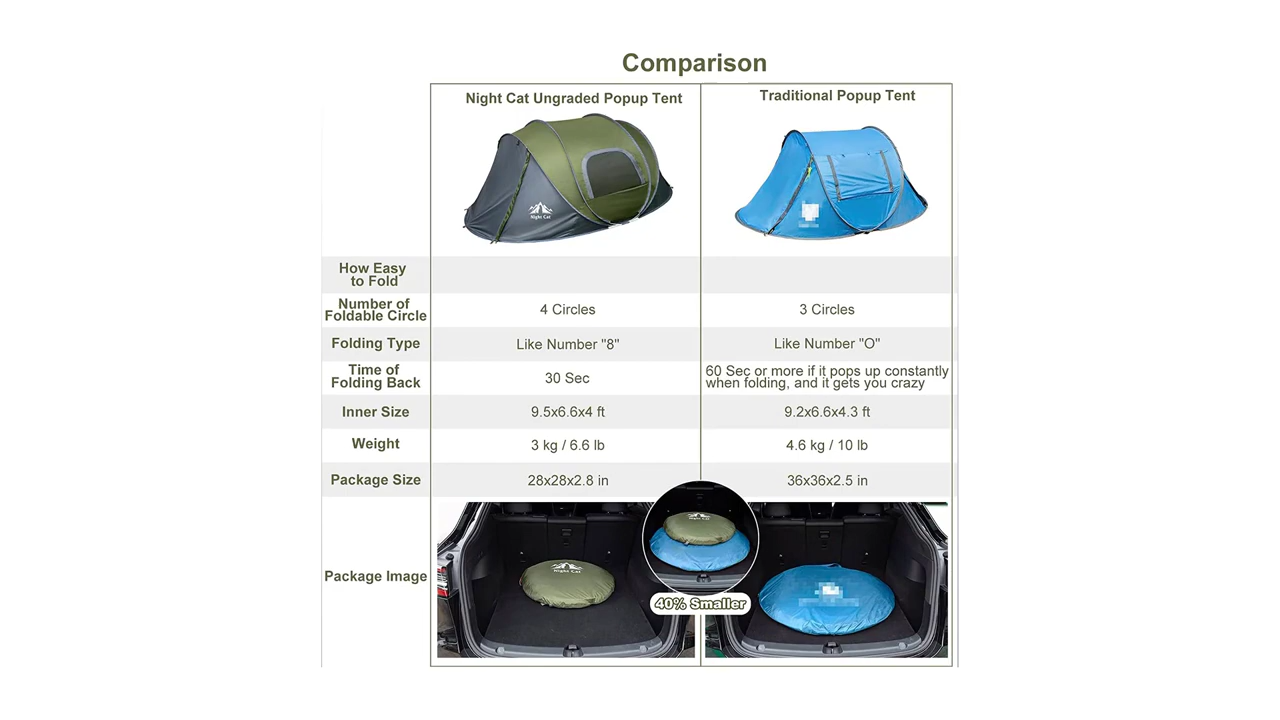 Comparison
Night Cat Ungraded Popup Tent
Traditional Popup Tent
Night Cat
How Easy
to Fold
Number of
Foldable Circle
4 Circles
3 Circles
Folding Type
Like Number "8"
Like Number "O"
Time of
Folding Back
30 Sec
60 Sec or more if it pops up constantly
when folding, and it gets you crazy
Inner Size
9.5x6.6x4 ft
9.2x6.6x4.3 ft
Weight
3 kg / 6.6 lb
4.6 kg / 10 lb
Package Size
28x28x2.8 in
36x36x2.5 in
Package Image
Night Cat
Night Cat
40% Smaller